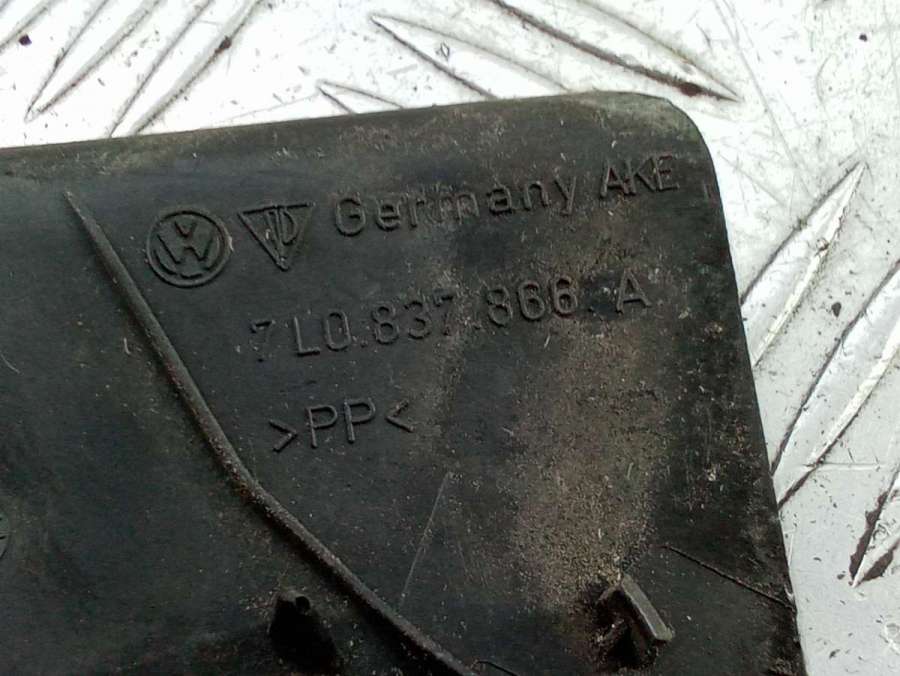 Germany AKE
7L0.837.866. A
>PP<